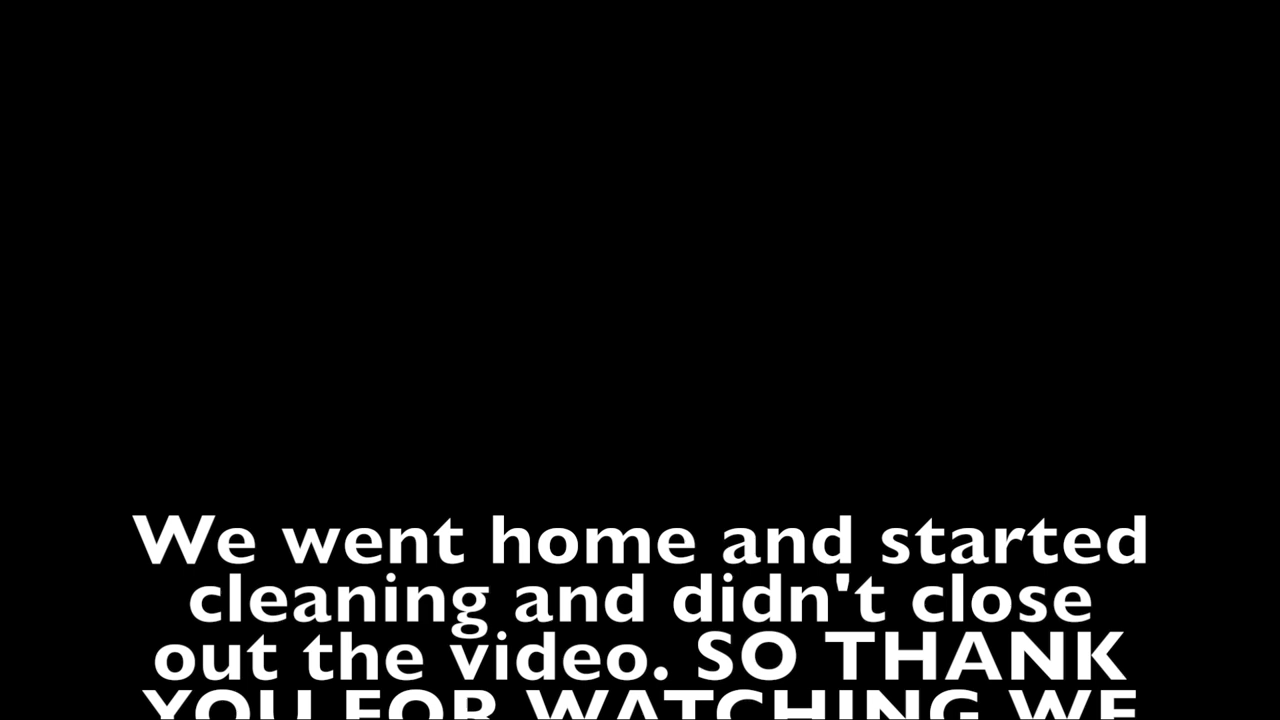 We went home and started
cleaning and didn't close
out the video. SO THANK
YOU FOR WATCHING WE